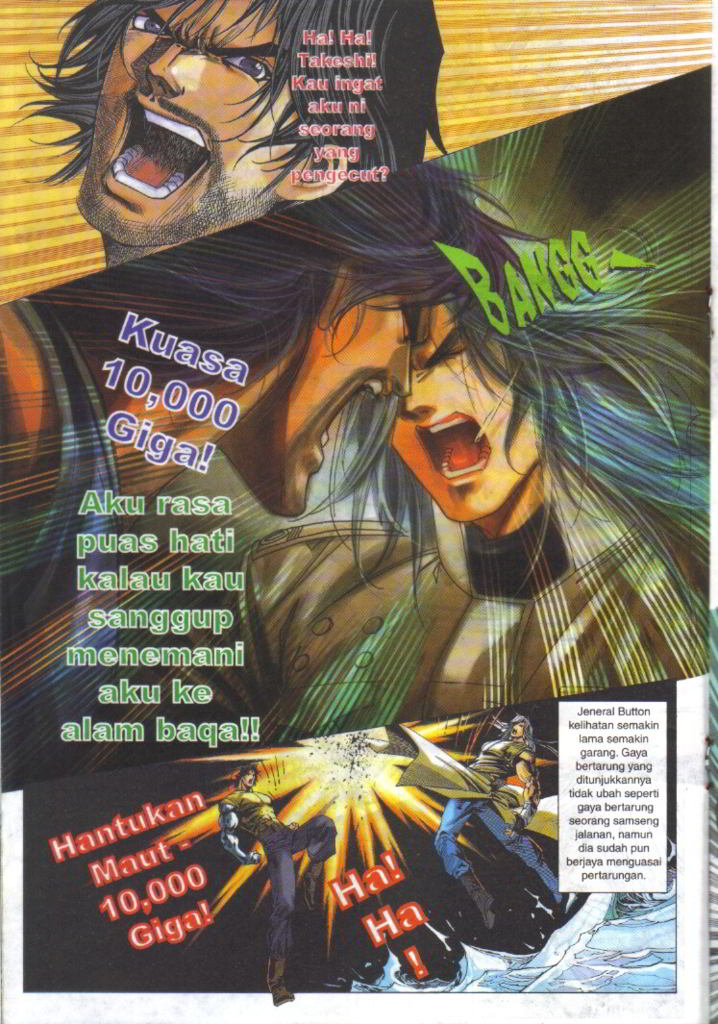 Ha! Ha!
Takeshi!
Kau ingat
aku ni
seorang
yang
pengecut?
BANGG-
Kuasa
10,000
Giga!
Aku rasa
puas hati
kalau kau
sanggup
menemani
aku ke
alam baqa!!
Jeneral Button
kelihatan semakin
lama semakin
garang. Gaya
bertarung yang
ditunjukkannya
tidak ubah seperti
gaya bertarung
seorang samseng
jalanan, namun
dia sudah pun
berjaya menguasai
pertarungan.
Hantukan
Maut -
10,000
Giga!
Ha!
Ha
!